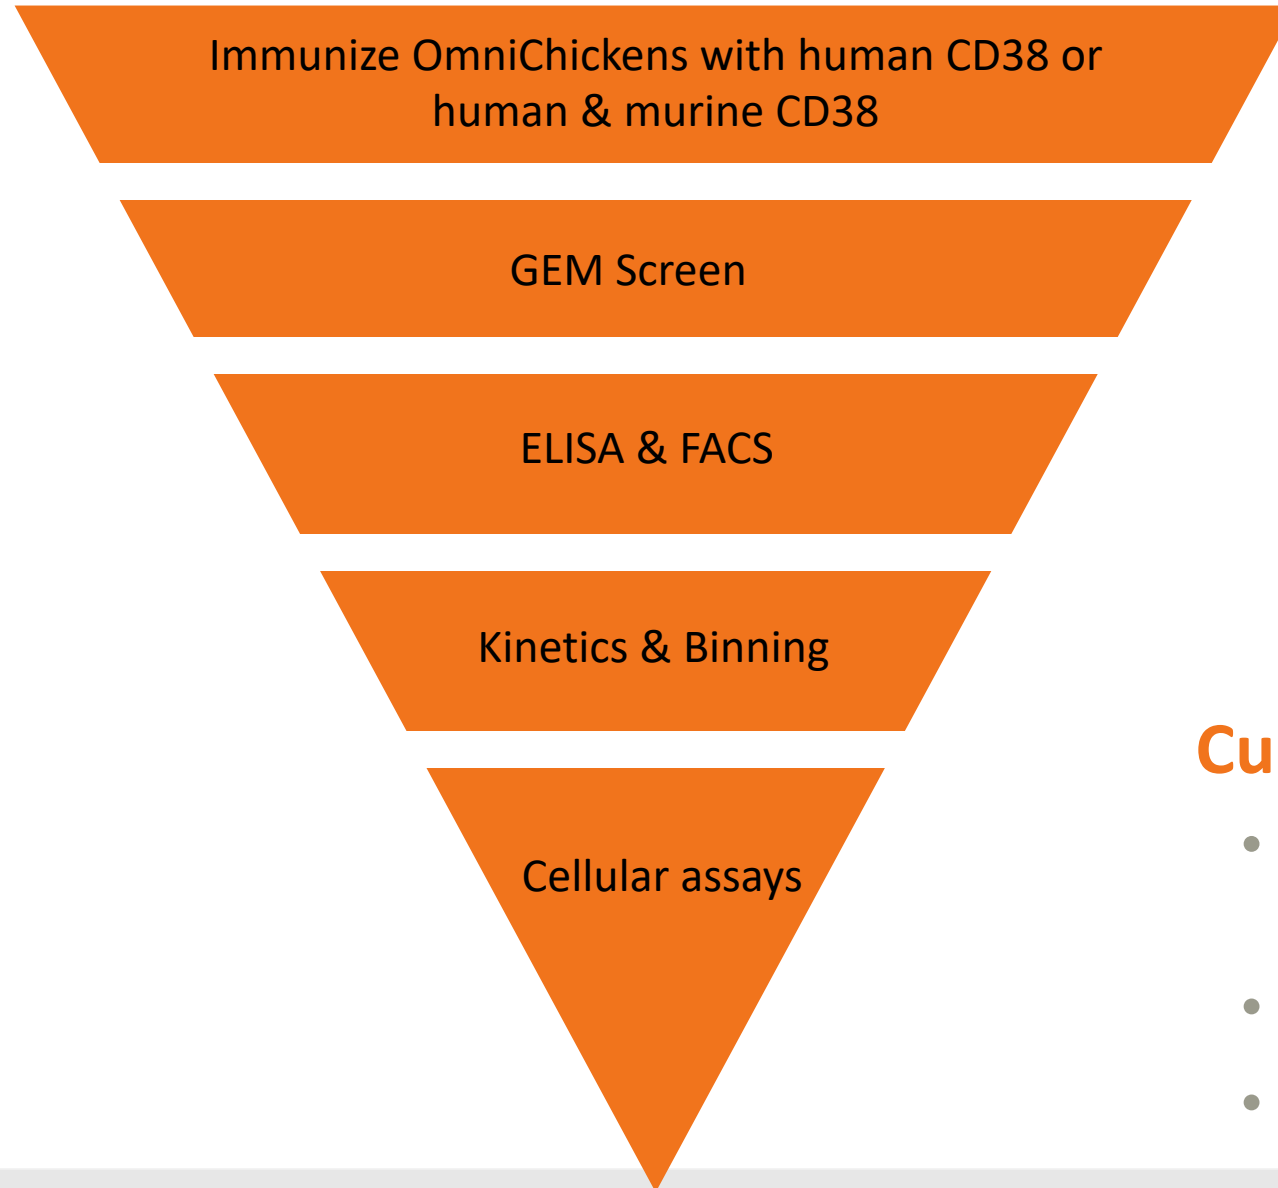 Immunize OmniChickens with human CD38 or
human & murine CD38
GEM Screen
ELISA & FACS
Kinetics & Binning
Cellular assays
Cu